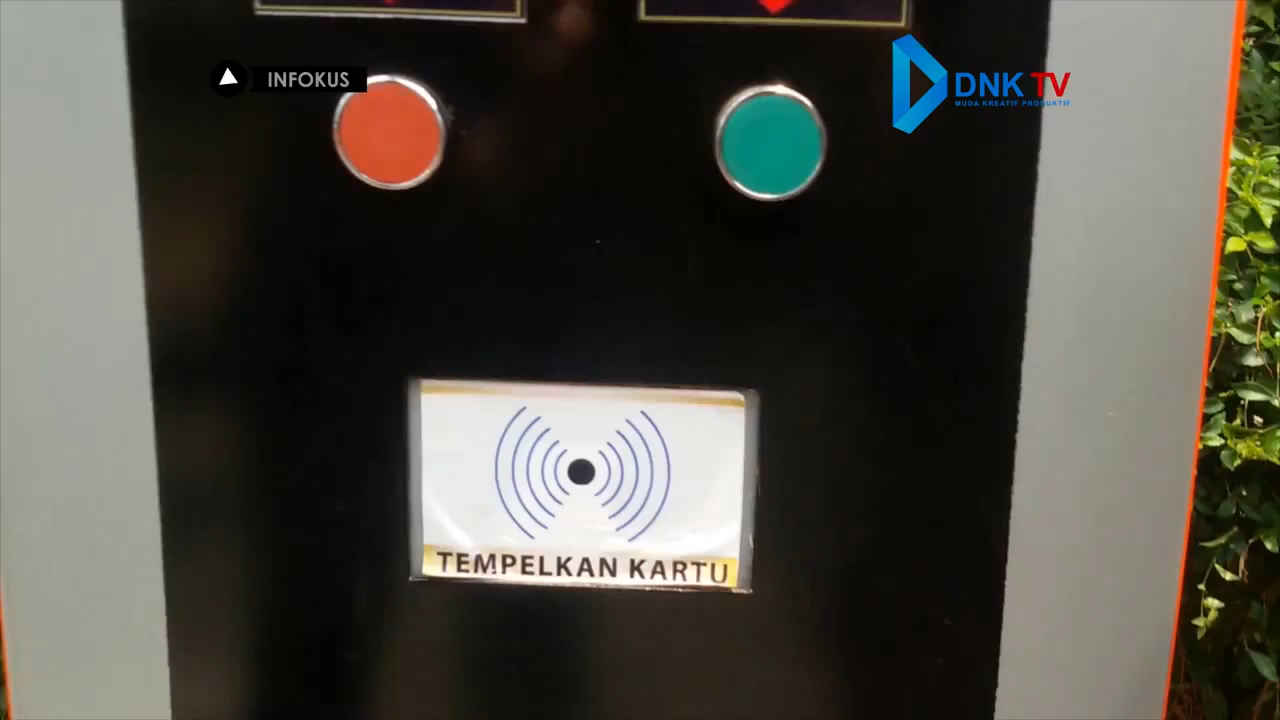 INFOKUS
DNK TV
MUDA KREATIF PRODUKTIF
TEMPELKAN KARTU